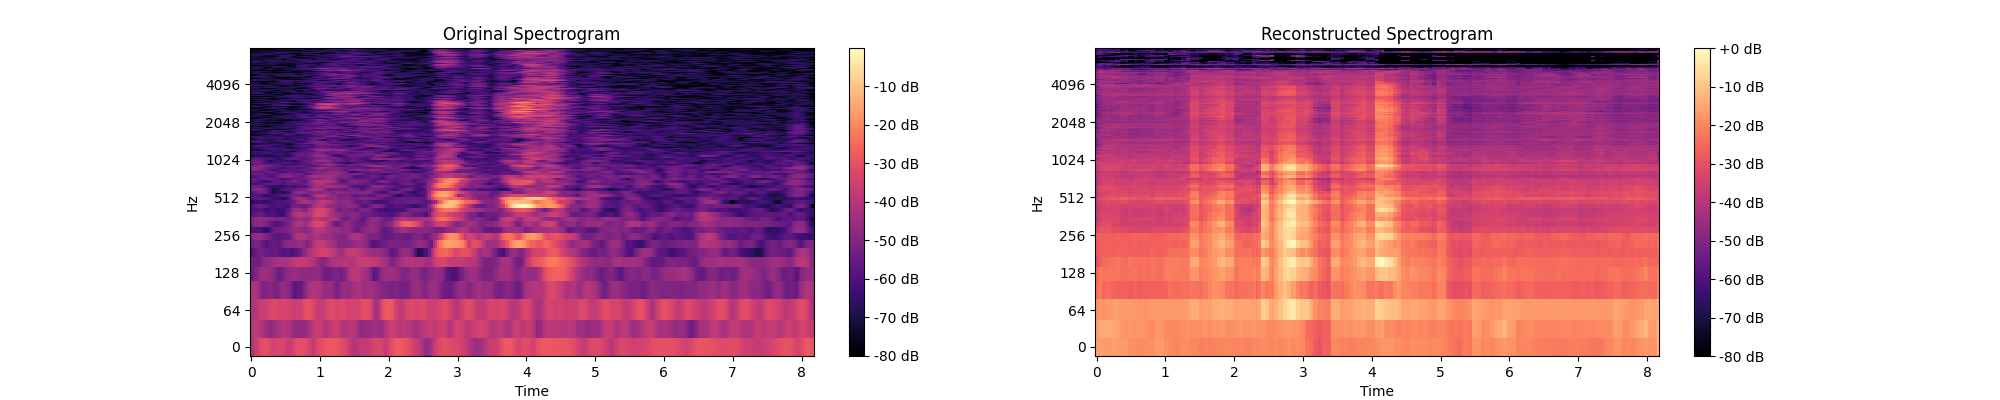 Original Spectrogram
Hz
4096
2048
1024
512
256
128
64
0
0 1 2 3 4 5 6 7 8
Time
-10 dB
-20 dB
-30 dB
-40 dB
-50 dB
-60 dB
-70 dB
-80 dB
Reconstructed Spectrogram
Hz
4096
2048
1024
512
256
128
64
0
0 1 2 3 4 5 6 7 8
Time
+0 dB
-10 dB
-20 dB
-30 dB
-40 dB
-50 dB
-60 dB
-70 dB
-80 dB